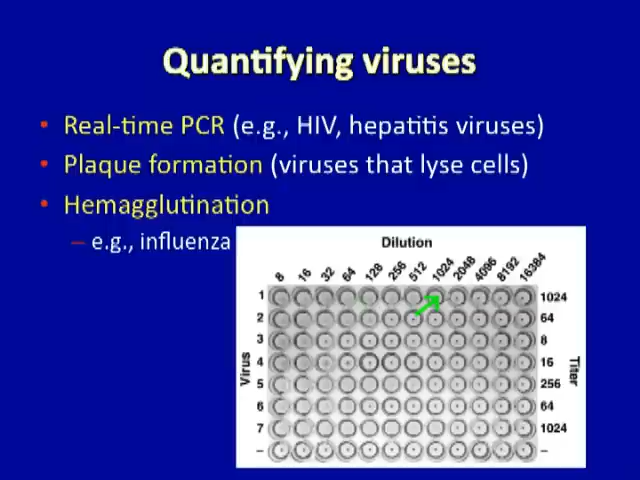 Quantifying viruses
• Real-time PCR (e.g., HIV, hepatitis viruses)
• Plaque formation (viruses that lyse cells)
• Hemagglutination
– e.g., influenza
Dilution
8 16 32 64 128 256 512 1024 2048 4096 8192 16384
Virus
Titer
1 1024
2 64
3 8
4 16
5 256
6 64
7 1024
– –